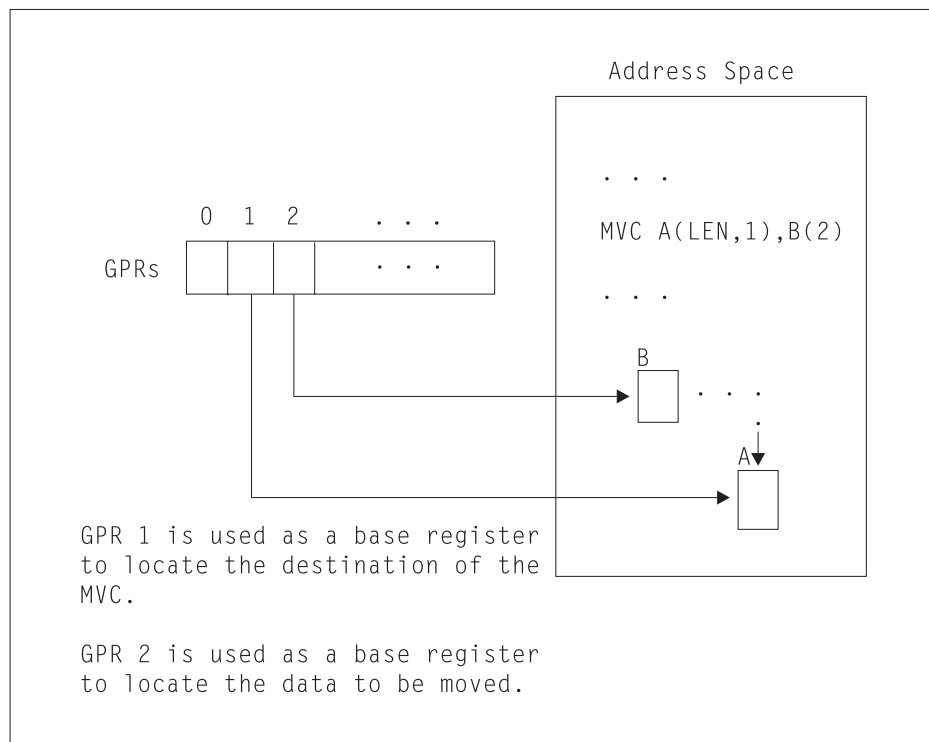 Address Space
. . .
MVC A(LEN,1),B(2)
. . .
0 1 2 . . .
GPRs . . .
B
. . .
A
GPR 1 is used as a base register
to locate the destination of the
MVC.
GPR 2 is used as a base register
to locate the data to be moved.